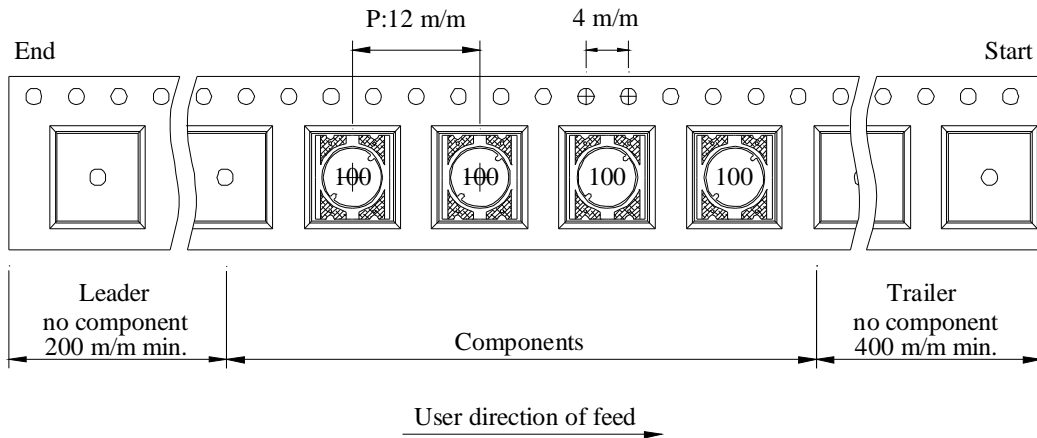 P:12 m/m
4 m/m
End
Start
100
100
100
100
Leader
no component
200 m/m min.
Components
Trailer
no component
400 m/m min.
User direction of feed